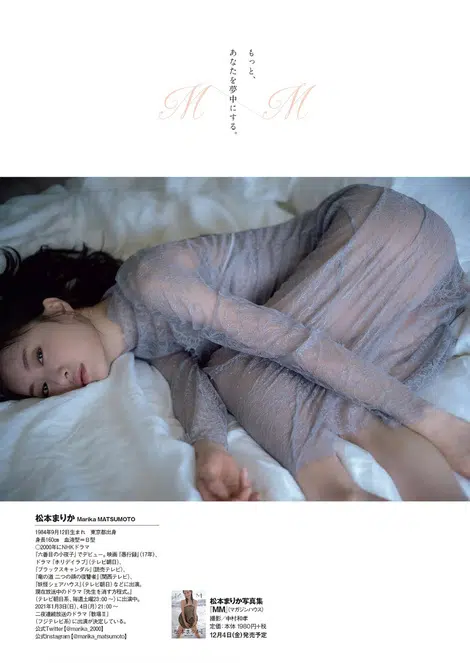 もっと、
あなたを夢中にする。
M M
松本まりか Marika MATSUMOTO
1984年9月12日生まれ 東京都出身
身長160㎝ 血液型=B型
○2000年にNHKドラマ
「六番目の小夜子」でデビュー。映画『愚行録』(17年)、
ドラマ『ホリデイラブ』(テレビ朝日)、
『ブラックスキャンダル』(読売テレビ)、
『竜の道 二つの顔の復讐者』(関西テレビ)、
『妖怪シェアハウス』(テレビ朝日)などに出演。
現在放送中のドラマ『先生を消す方程式。』
(テレビ朝日系、毎週土曜23:00〜)に出演中。
2021年1月3日(日)、4日(月)21:00〜
二夜連続放送のドラマ『教場Ⅱ』
(フジテレビ系)に出演が決定している。
公式Twitter【@marika_2000】
公式Instagram【@marika_matsumoto】
松本まりか写真集
『MM』(マガジンハウス)
撮影/中村和孝
定価:本体 1980円+税
12月4日(金)発売予定